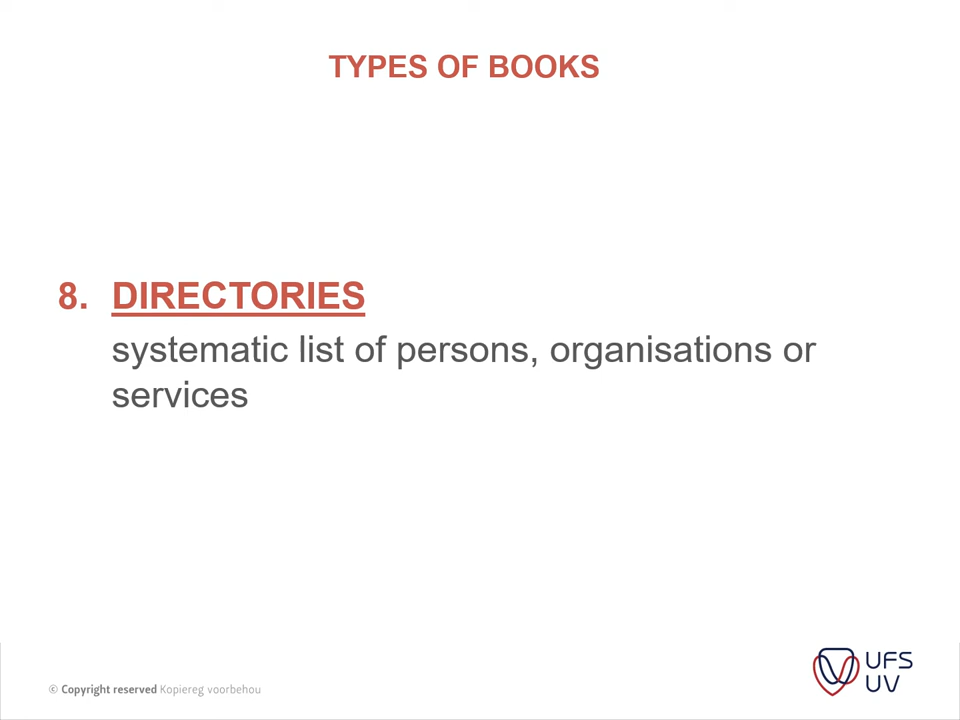 TYPES OF BOOKS
8. DIRECTORIES
systematic list of persons, organisations or
services
© Copyright reserved Kopiereg voorbehou
UFS
UV